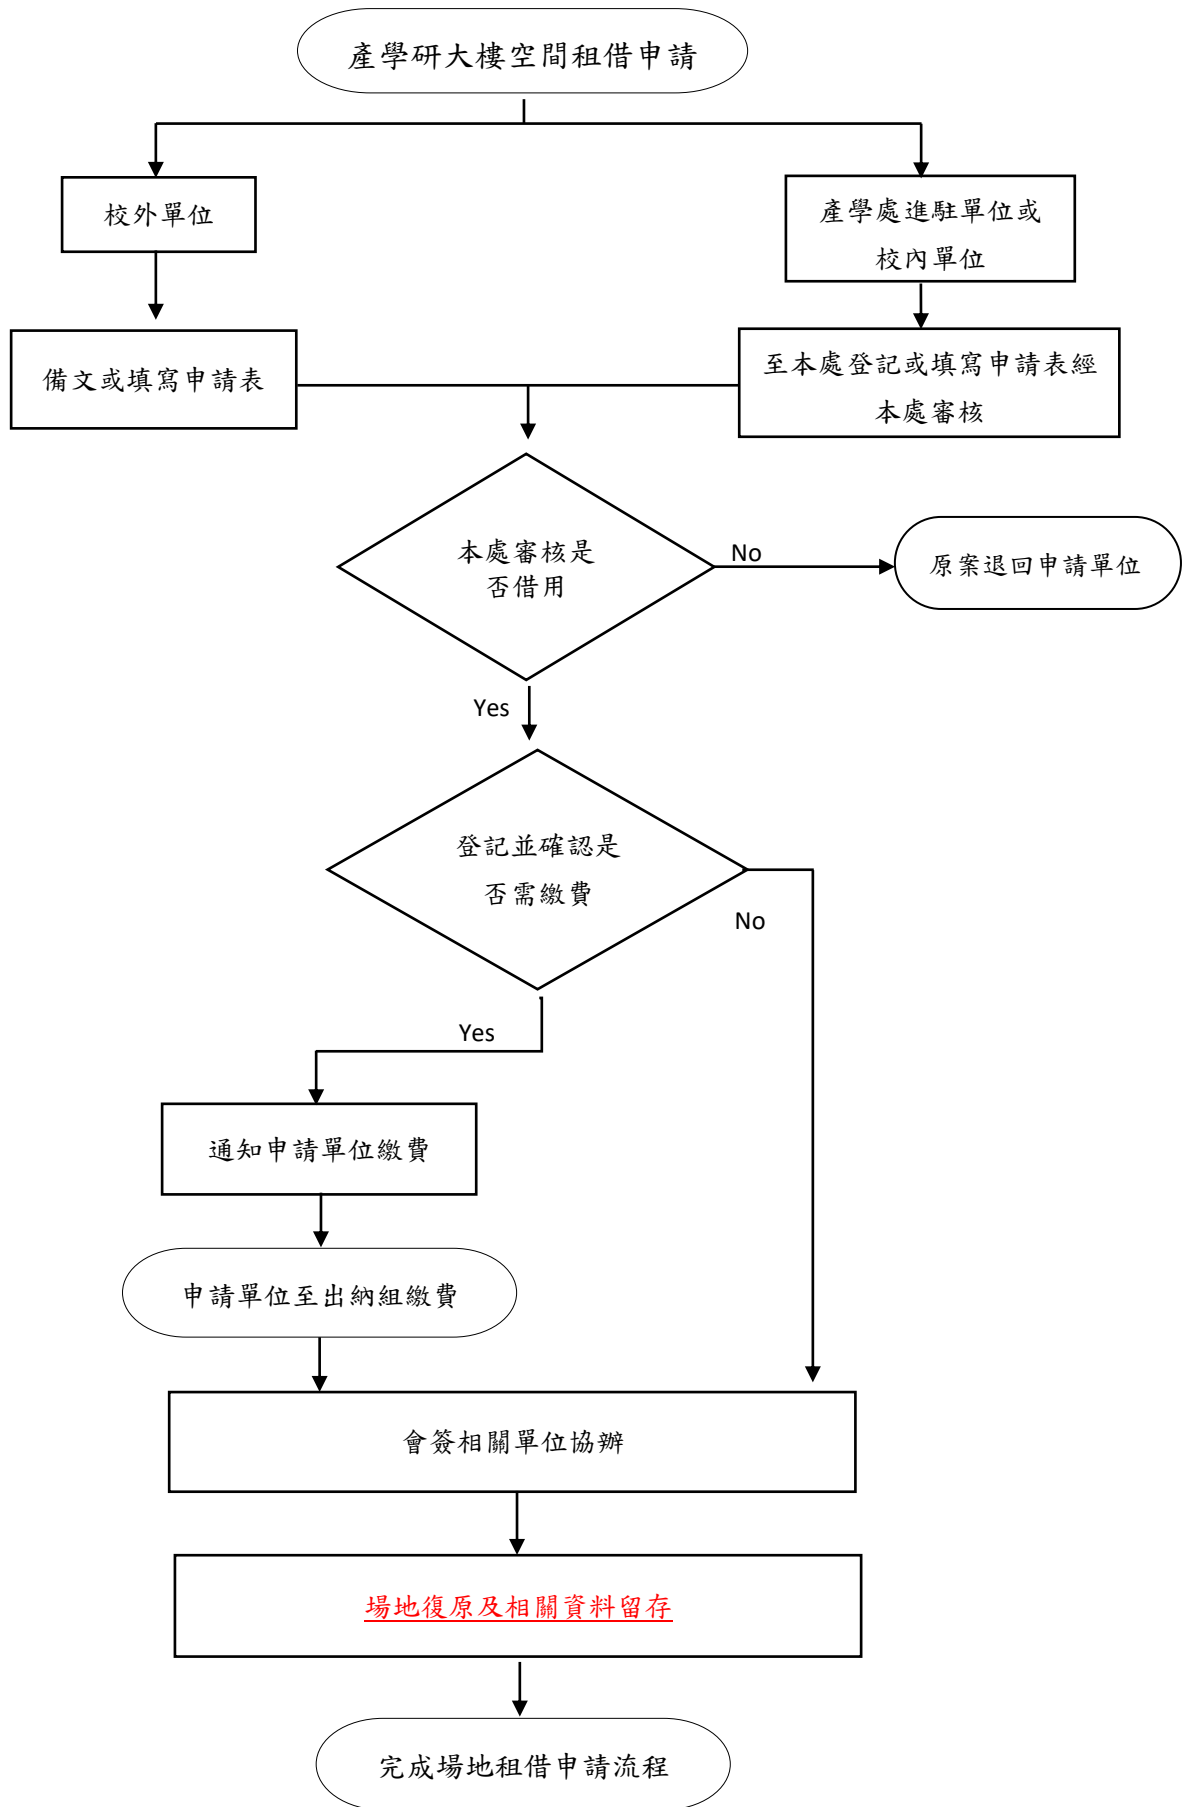 產學研大樓空間租借申請
校外單位
產學處進駐單位或
校內單位
備文或填寫申請表
至本處登記或填寫申請表經
本處審核
本處審核是
否借用
No
原案退回申請單位
Yes
登記並確認是
否需繳費
No
Yes
通知申請單位繳費
申請單位至出納組繳費
會簽相關單位協辦
場地復原及相關資料留存
完成場地租借申請流程